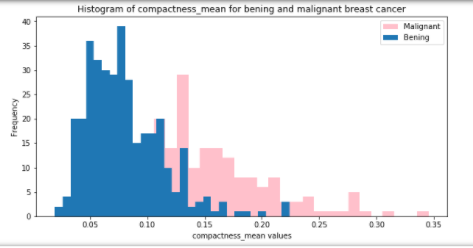 Histogram of compactness_mean for bening and malignant breast cancer
Malignant
Bening
Frequency
40
35
30
25
20
15
10
5
0
0.05 0.10 0.15 0.20 0.25 0.30 0.35
compactness_mean values